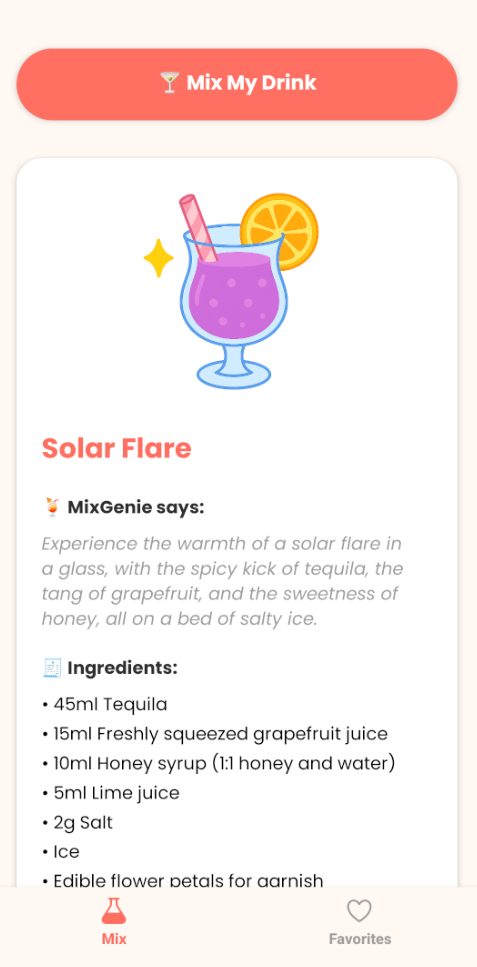 🍸 Mix My Drink
Solar Flare
🍹 MixGenie says:
Experience the warmth of a solar flare in
a glass, with the spicy kick of tequila, the
tang of grapefruit, and the sweetness of
honey, all on a bed of salty ice.
🧾 Ingredients:
• 45ml Tequila
• 15ml Freshly squeezed grapefruit juice
• 10ml Honey syrup (1:1 honey and water)
• 5ml Lime juice
• 2g Salt
• Ice
• Edible flower petals for garnish
Mix
Favorites